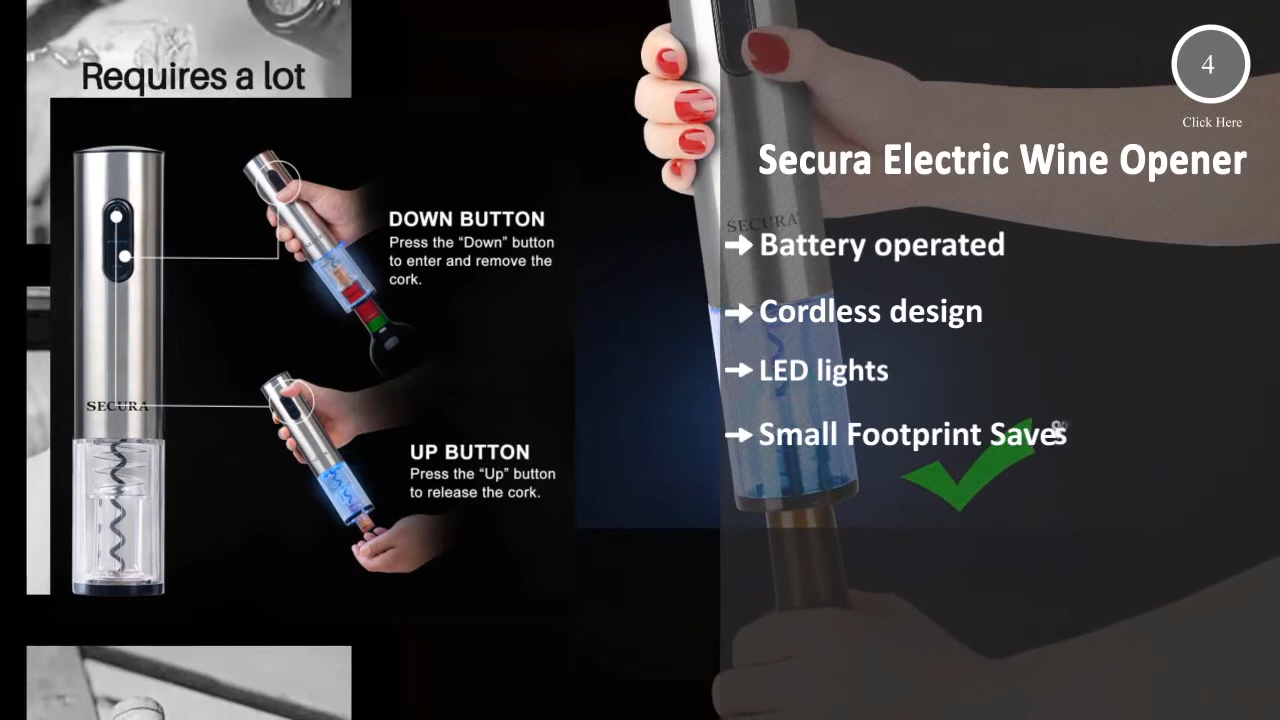 Requires a lot
4
Click Here
Secura Electric Wine Opener
SECURA
Battery operated
Cordless design
LED lights
Small Footprint Saves
DOWN BUTTON
Press the “Down” button
to enter and remove the
cork.
SECURA
UP BUTTON
Press the “Up” button
to release the cork.